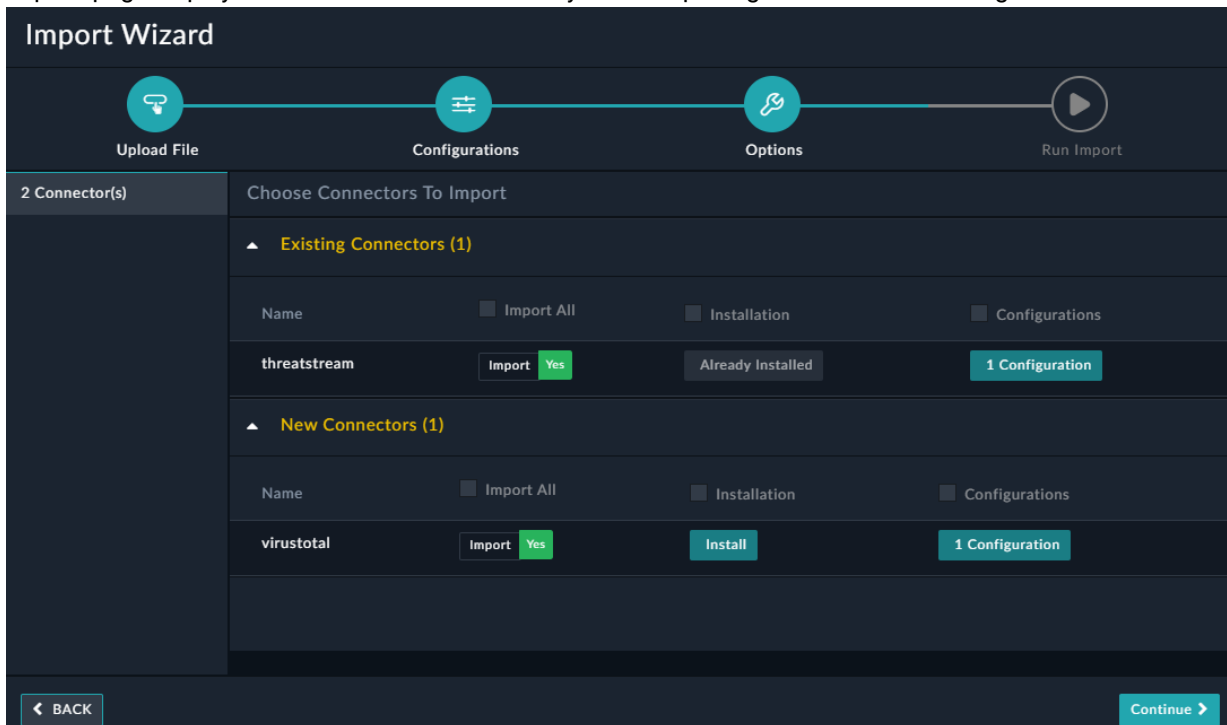 Import Wizard
Upload File
Configurations
Options
Run Import
2 Connector(s)
Choose Connectors To Import
Existing Connectors (1)
Name
Import All
Installation
Configurations
threatstream
Import Yes
Already Installed
1 Configuration
New Connectors (1)
Name
Import All
Installation
Configurations
virustotal
Import Yes
Install
1 Configuration
BACK
Continue